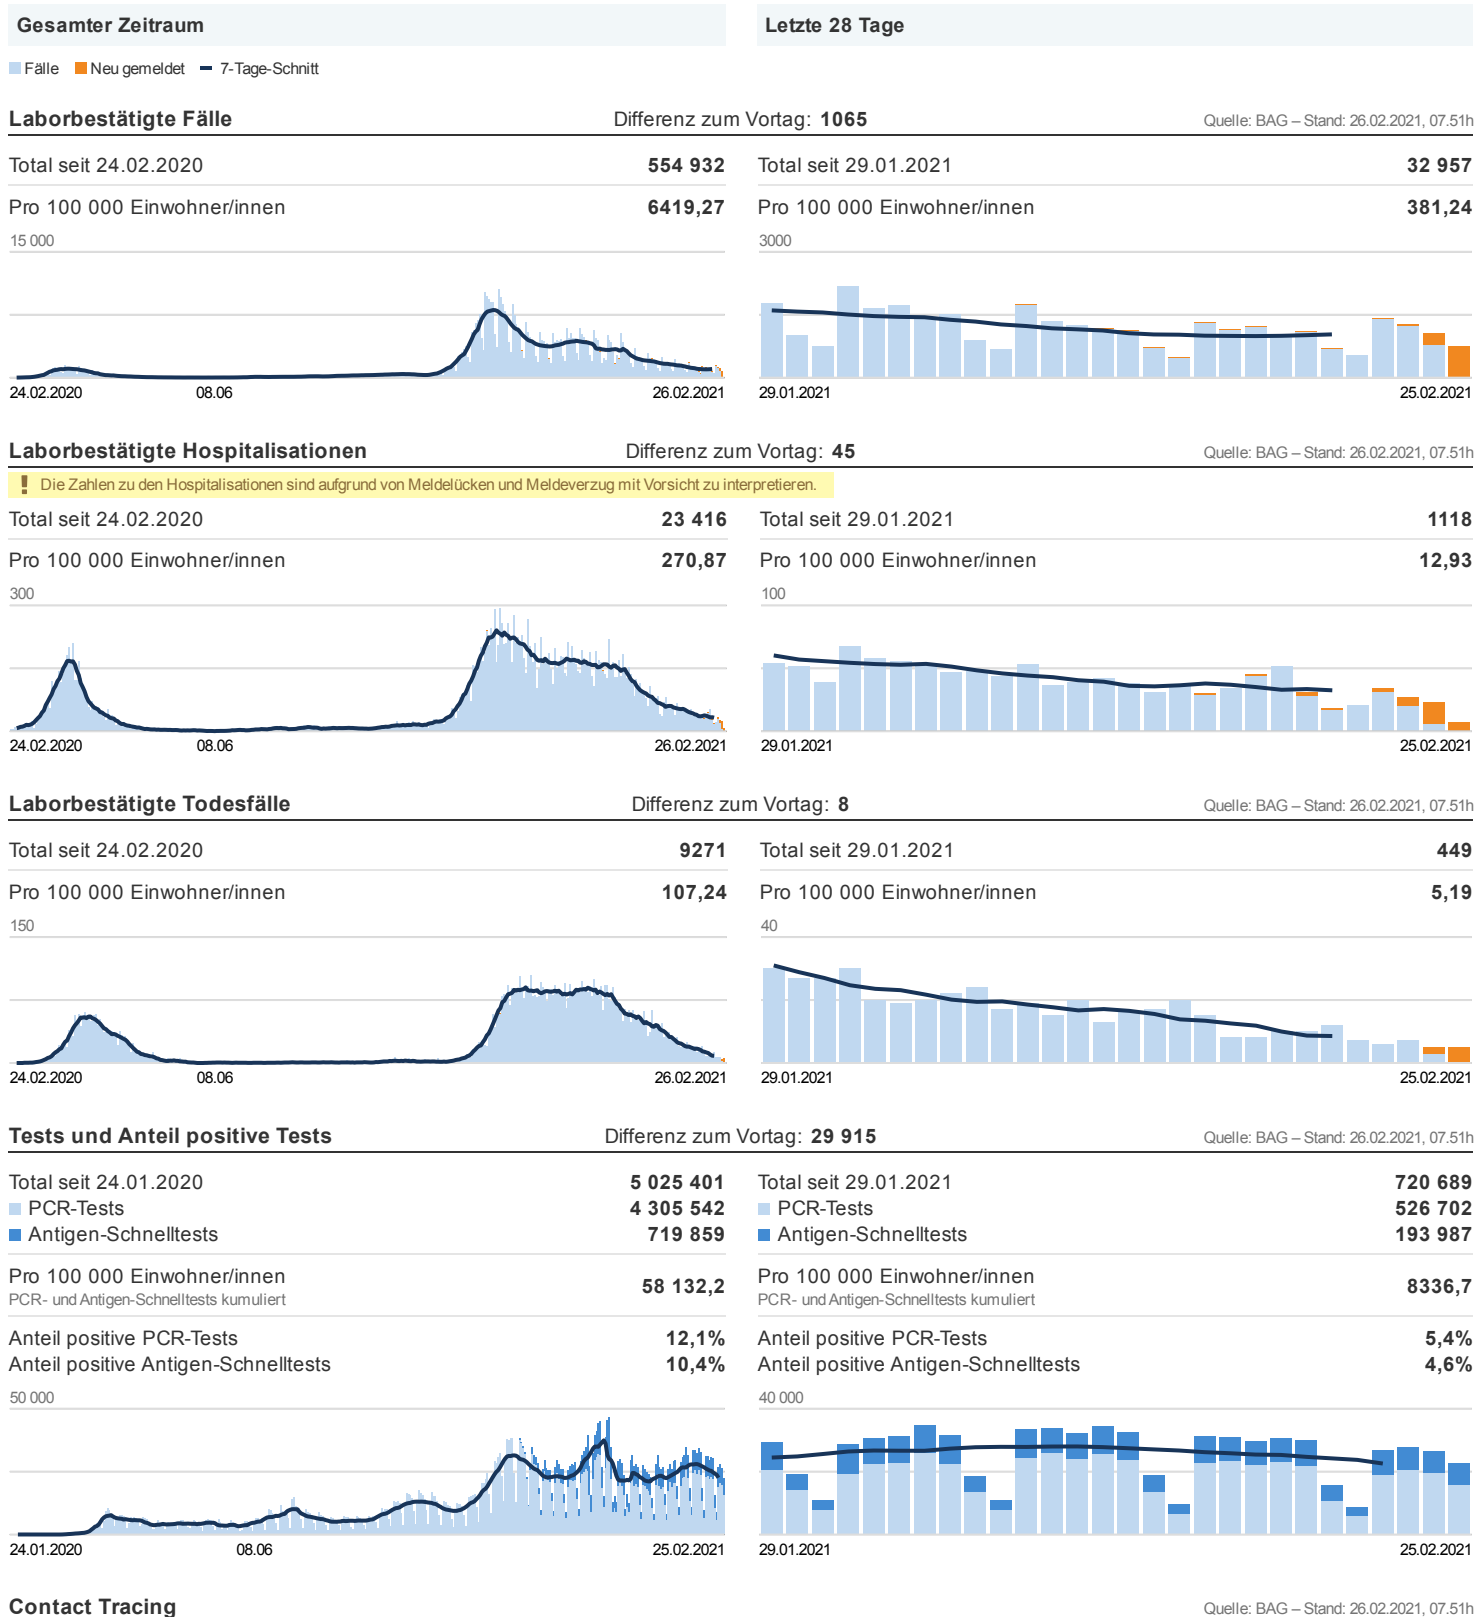 Gesamter Zeitraum
Letzte 28 Tage
Fälle Neu gemeldet 7-Tage-Schnitt
Laborbestätigte Fälle Differenz zum Vortag: 1065 Quelle: BAG – Stand: 26.02.2021, 07.51h
Total seit 24.02.2020 554 932
Pro 100 000 Einwohner/innen 6419,27
15 000
24.02.2020 08.06 26.02.2021
Total seit 29.01.2021 32 957
Pro 100 000 Einwohner/innen 381,24
3000
29.01.2021 25.02.2021
Laborbestätigte Hospitalisationen Differenz zum Vortag: 45 Quelle: BAG – Stand: 26.02.2021, 07.51h
! Die Zahlen zu den Hospitalisationen sind aufgrund von Meldelücken und Meldeverzug mit Vorsicht zu interpretieren.
Total seit 24.02.2020 23 416
Pro 100 000 Einwohner/innen 270,87
300
24.02.2020 08.06 26.02.2021
Total seit 29.01.2021 1118
Pro 100 000 Einwohner/innen 12,93
100
29.01.2021 25.02.2021
Laborbestätigte Todesfälle Differenz zum Vortag: 8 Quelle: BAG – Stand: 26.02.2021, 07.51h
Total seit 24.02.2020 9271
Pro 100 000 Einwohner/innen 107,24
150
24.02.2020 08.06 26.02.2021
Total seit 29.01.2021 449
Pro 100 000 Einwohner/innen 5,19
40
29.01.2021 25.02.2021
Tests und Anteil positive Tests Differenz zum Vortag: 29 915 Quelle: BAG – Stand: 26.02.2021, 07.51h
Total seit 24.01.2020 5 025 401
PCR-Tests 4 305 542
Antigen-Schnelltests 719 859
Pro 100 000 Einwohner/innen 58 132,2
PCR- und Antigen-Schnelltests kumuliert
Anteil positive PCR-Tests 12,1%
Anteil positive Antigen-Schnelltests 10,4%
50 000
24.01.2020 08.06 25.02.2021
Total seit 29.01.2021 720 689
PCR-Tests 526 702
Antigen-Schnelltests 193 987
Pro 100 000 Einwohner/innen 8336,7
PCR- und Antigen-Schnelltests kumuliert
Anteil positive PCR-Tests 5,4%
Anteil positive Antigen-Schnelltests 4,6%
40 000
29.01.2021 25.02.2021
Contact Tracing Quelle: BAG – Stand: 26.02.2021, 07.51h